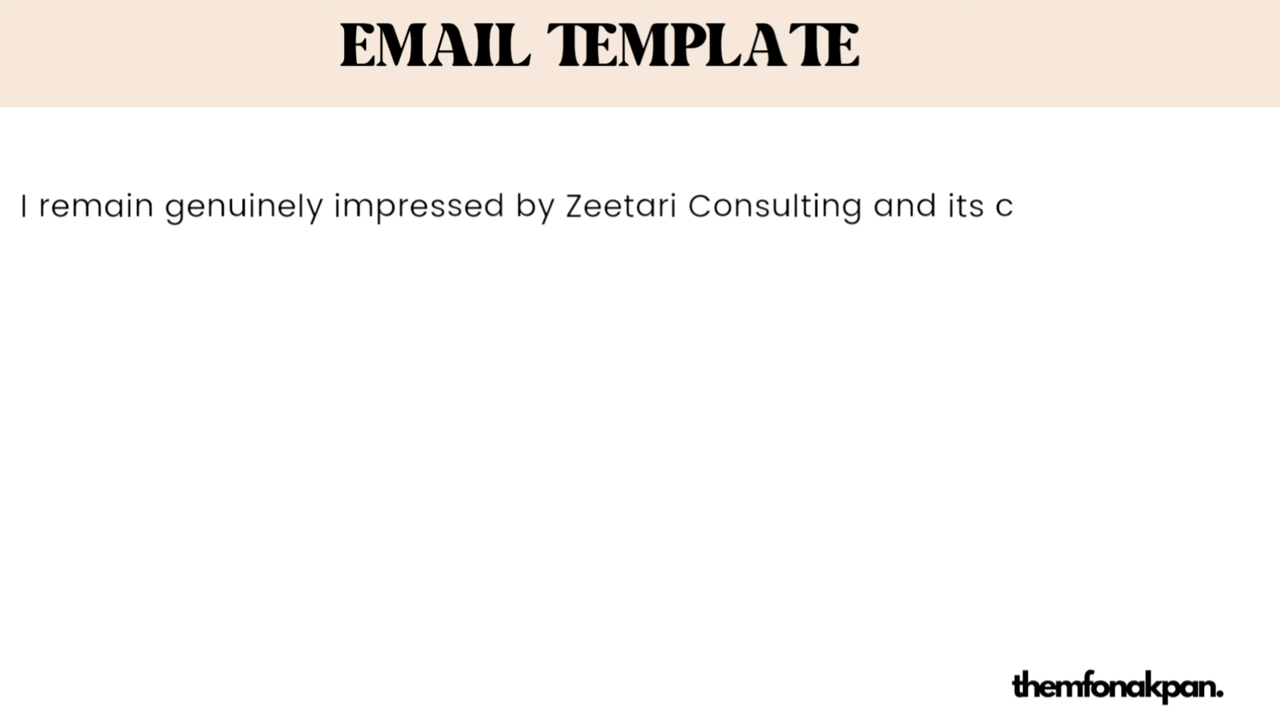 EMAIL TEMPLATE
I remain genuinely impressed by Zeetari Consulting and its c
themfonakpan.